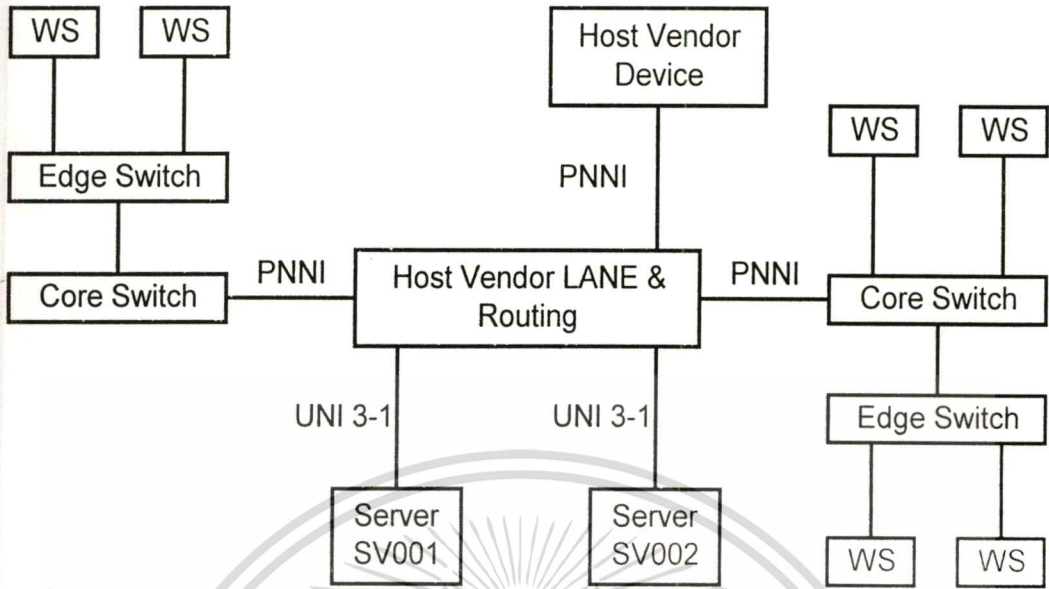 WS
WS
Host Vendor
Device
WS
WS
Edge Switch
PNNI
Core Switch
PNNI
Host Vendor LANE &
Routing
PNNI
Core Switch
UNI 3-1
UNI 3-1
Edge Switch
Server
SV001
Server
SV002
WS
WS